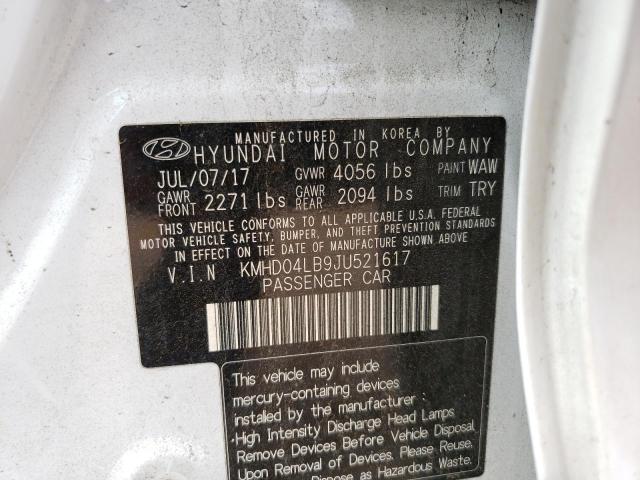 MANUFACTURED IN KOREA BY
HYUNDAI MOTOR COMPANY
JUL/07/17 GVWR 4056 lbs PAINT WAW
GAWR FRONT 2271 lbs GAWR REAR 2094 lbs TRIM TRY
THIS VEHICLE CONFORMS TO ALL APPLICABLE U.S.A. FEDERAL
MOTOR VEHICLE SAFETY, BUMPER, AND THEFT PREVENTION STANDARDS
IN EFFECT ON THE DATE OF MANUFACTURE SHOWN ABOVE.
V.I.N KMHD04LB9JU521617
PASSENGER CAR
This vehicle may include
mercury-containing devices
installed by the manufacturer :
·High Intensity Discharge Head Lamps
Remove Devices Before Vehicle Disposal.
Upon Removal of Devices, Please Reuse,
Dispose as Hazardous Waste.